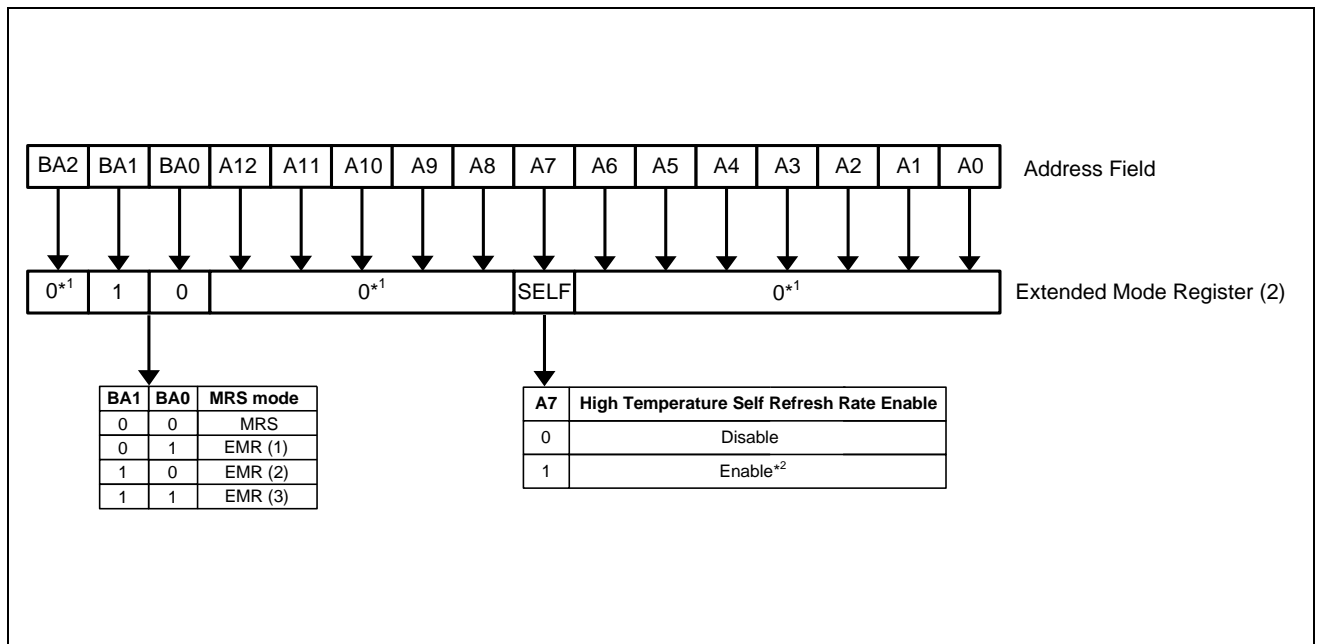 BA2 BA1 BA0 A12 A11 A10 A9 A8 A7 A6 A5 A4 A3 A2 A1 A0 Address Field
0*1 1 0 0*1 SELF 0*1 Extended Mode Register (2)
BA1 BA0 MRS mode
0 0 MRS
0 1 EMR (1)
1 0 EMR (2)
1 1 EMR (3)
A7 High Temperature Self Refresh Rate Enable
0 Disable
1 Enable*2